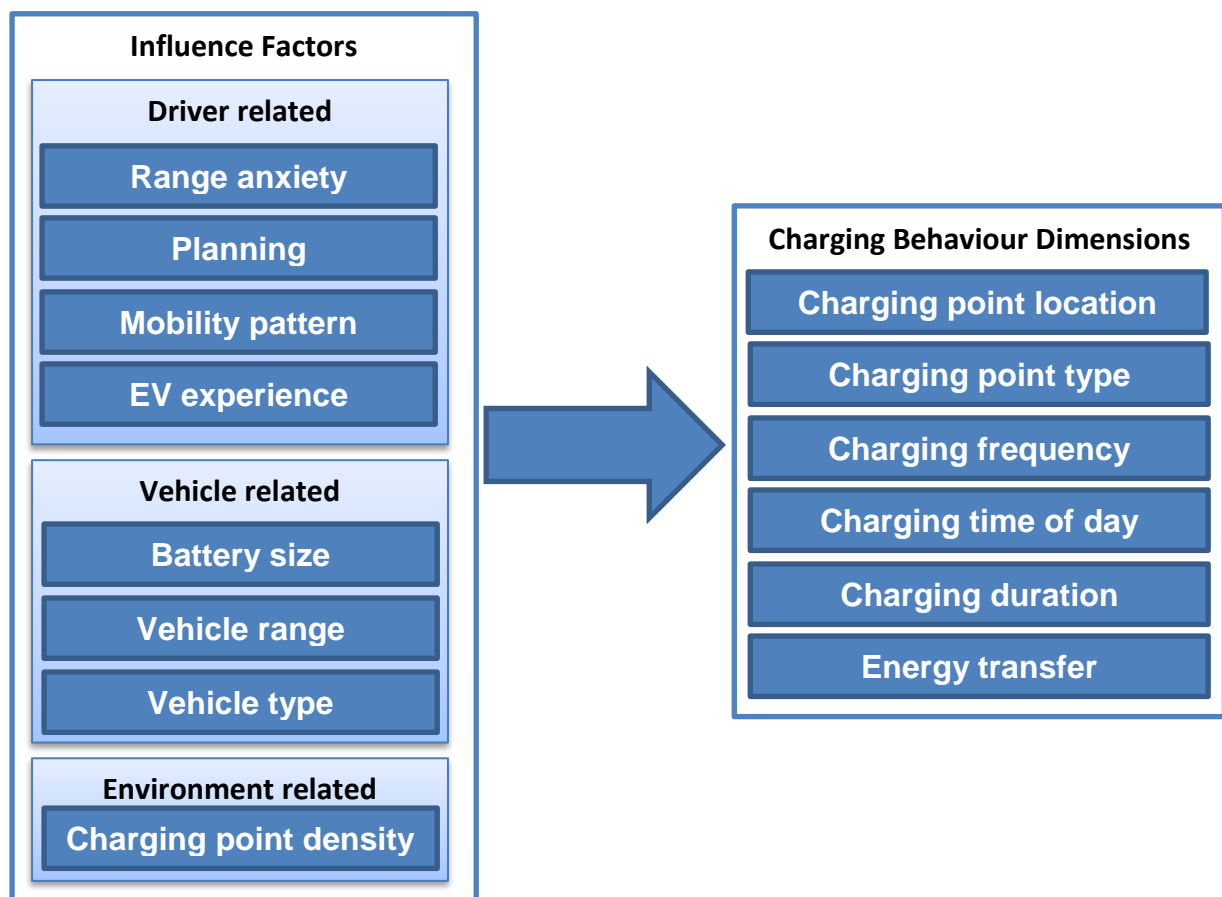 Influence Factors
Driver related
Range anxiety
Planning
Mobility pattern
EV experience
Vehicle related
Battery size
Vehicle range
Vehicle type
Environment related
Charging point density
Charging Behaviour Dimensions
Charging point location
Charging point type
Charging frequency
Charging time of day
Charging duration
Energy transfer